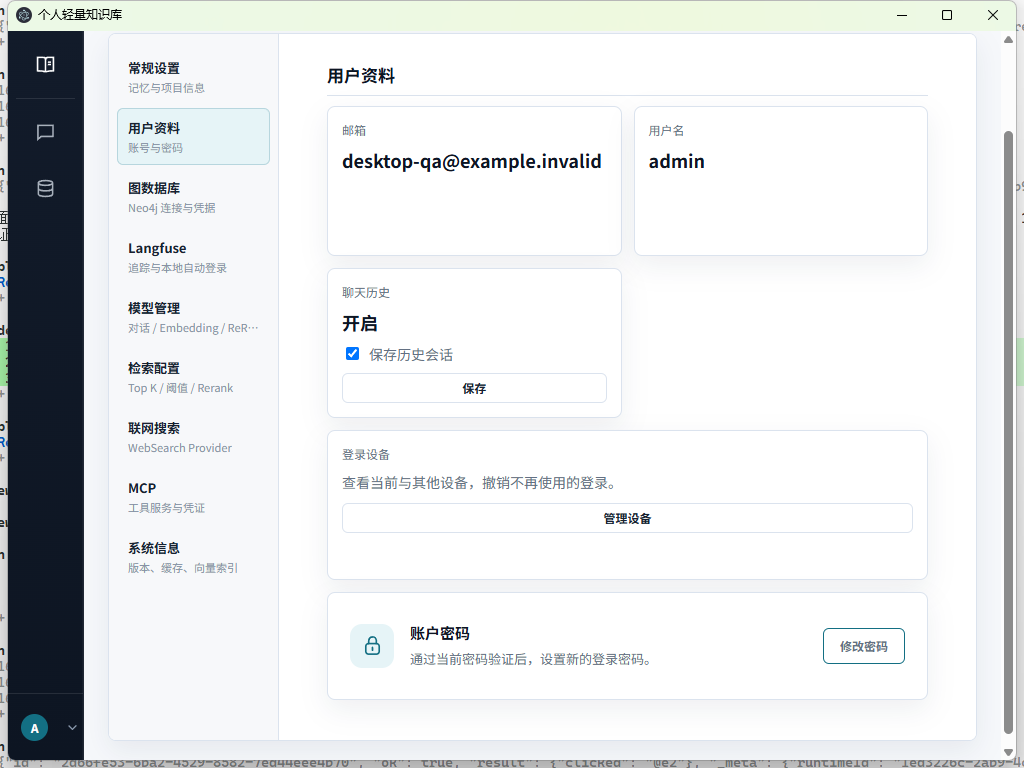 个人轻量知识库
常规设置
记忆与项目信息
用户资料
账号与密码
图数据库
Neo4j 连接与凭据
Langfuse
追踪与本地自动登录
模型管理
对话 / Embedding / ReR···
检索配置
Top K / 阈值 / Rerank
联网搜索
WebSearch Provider
MCP
工具服务与凭证
系统信息
版本、缓存、向量索引
A
用户资料
邮箱
desktop-qa@example.invalid
用户名
admin
聊天历史
开启
保存历史会话
保存
登录设备
查看当前与其他设备，撤销不再使用的登录。
管理设备
账户密码
通过当前密码验证后，设置新的登录密码。
修改密码